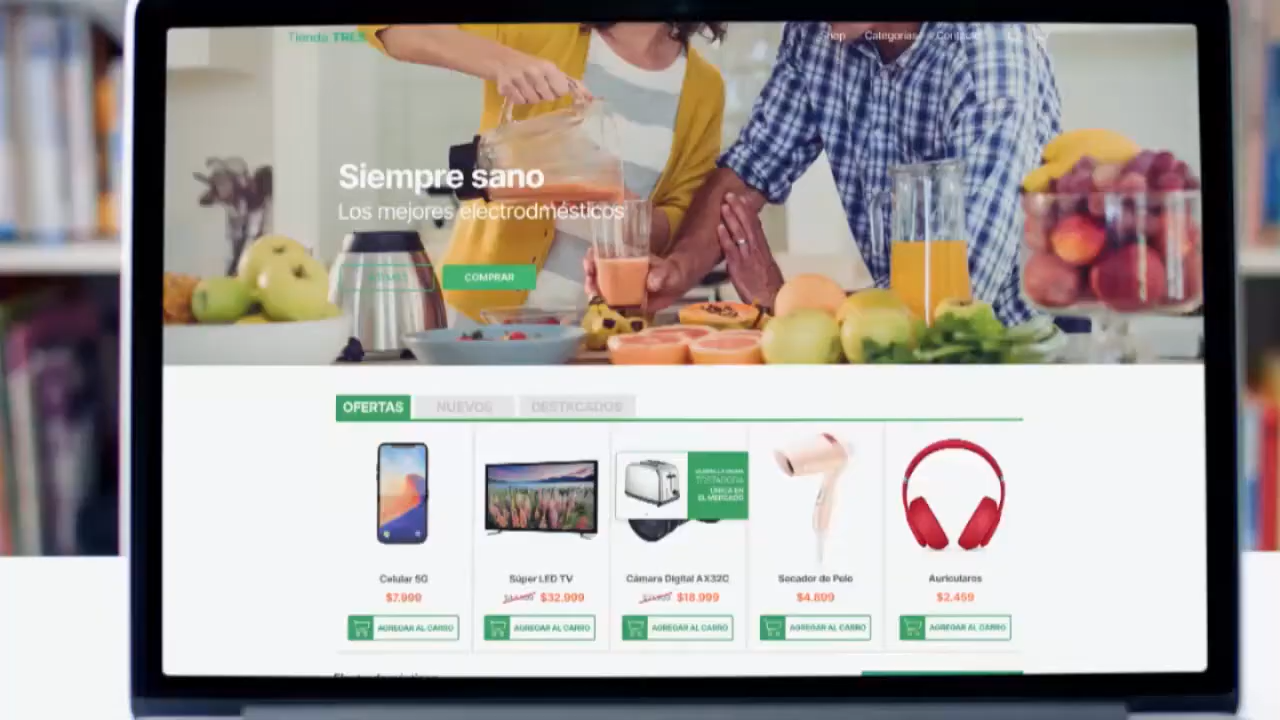 Tienda TRES
Shop Categorías Contacto
Siempre sano
Los mejores electrodmésticos
COMPRAR
OFERTAS NUEVOS DESTACADOS
ÚNICA EN
EL MERCADO
Celular 5G
Súper LED TV
Cámara Digital AX32C
Secador de Pelo
Auriculares
$7.999
$32.999
$18.999
$4.899
$2.459
AGREGAR AL CARRO
AGREGAR AL CARRO
AGREGAR AL CARRO
AGREGAR AL CARRO
AGREGAR AL CARRO